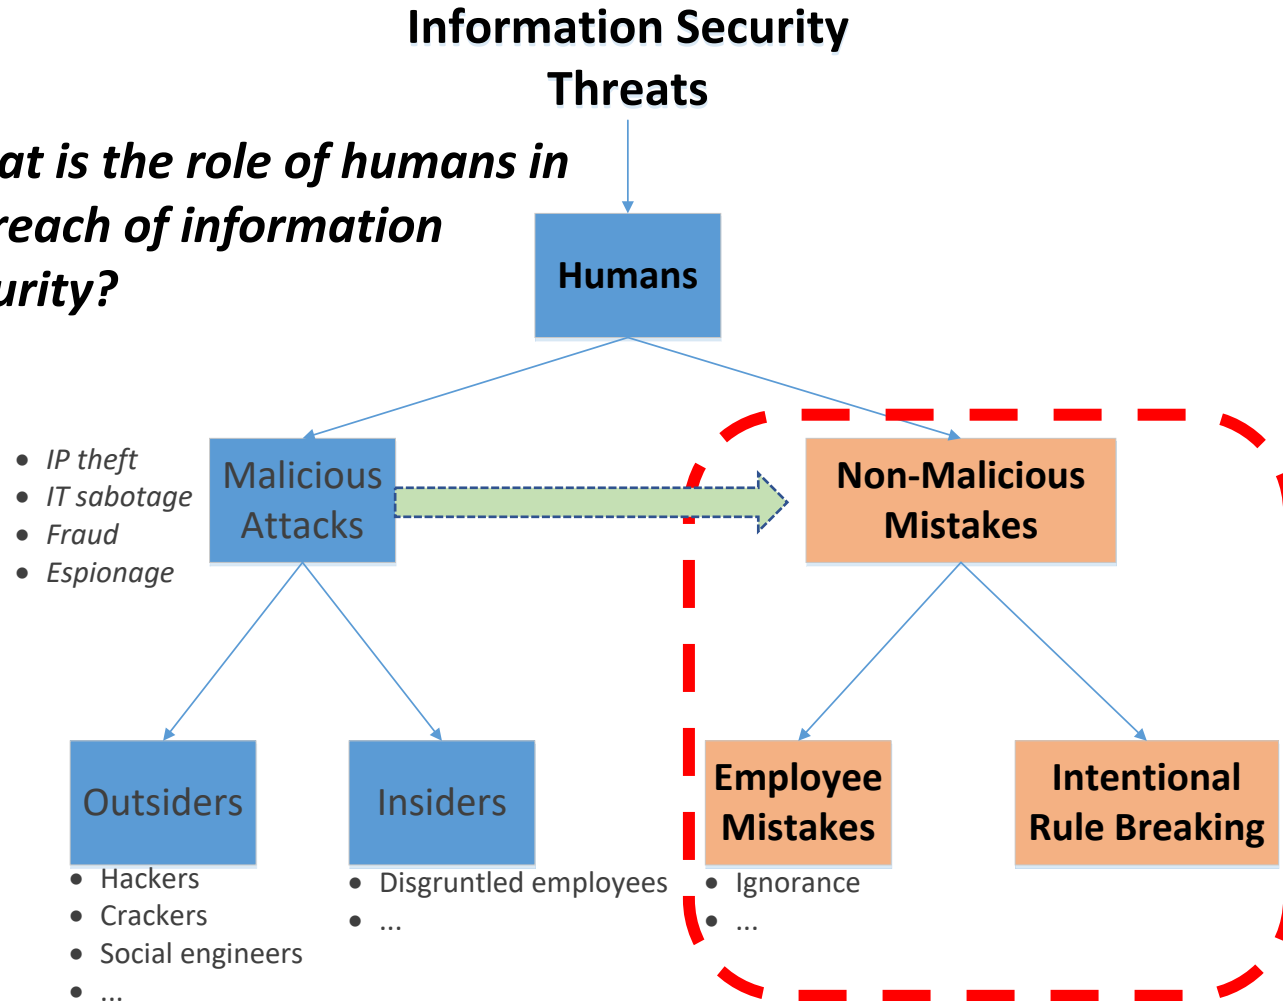 Information Security
Threats
at is the role of humans in
reach of information
urity?
Humans
• IP theft
• IT sabotage
• Fraud
• Espionage
Malicious
Attacks
Non-Malicious
Mistakes
Outsiders
Insiders
Employee
Mistakes
Intentional
Rule Breaking
• Hackers
• Crackers
• Social engineers
• ...
• Disgruntled employees
• ...
• Ignorance
• ...